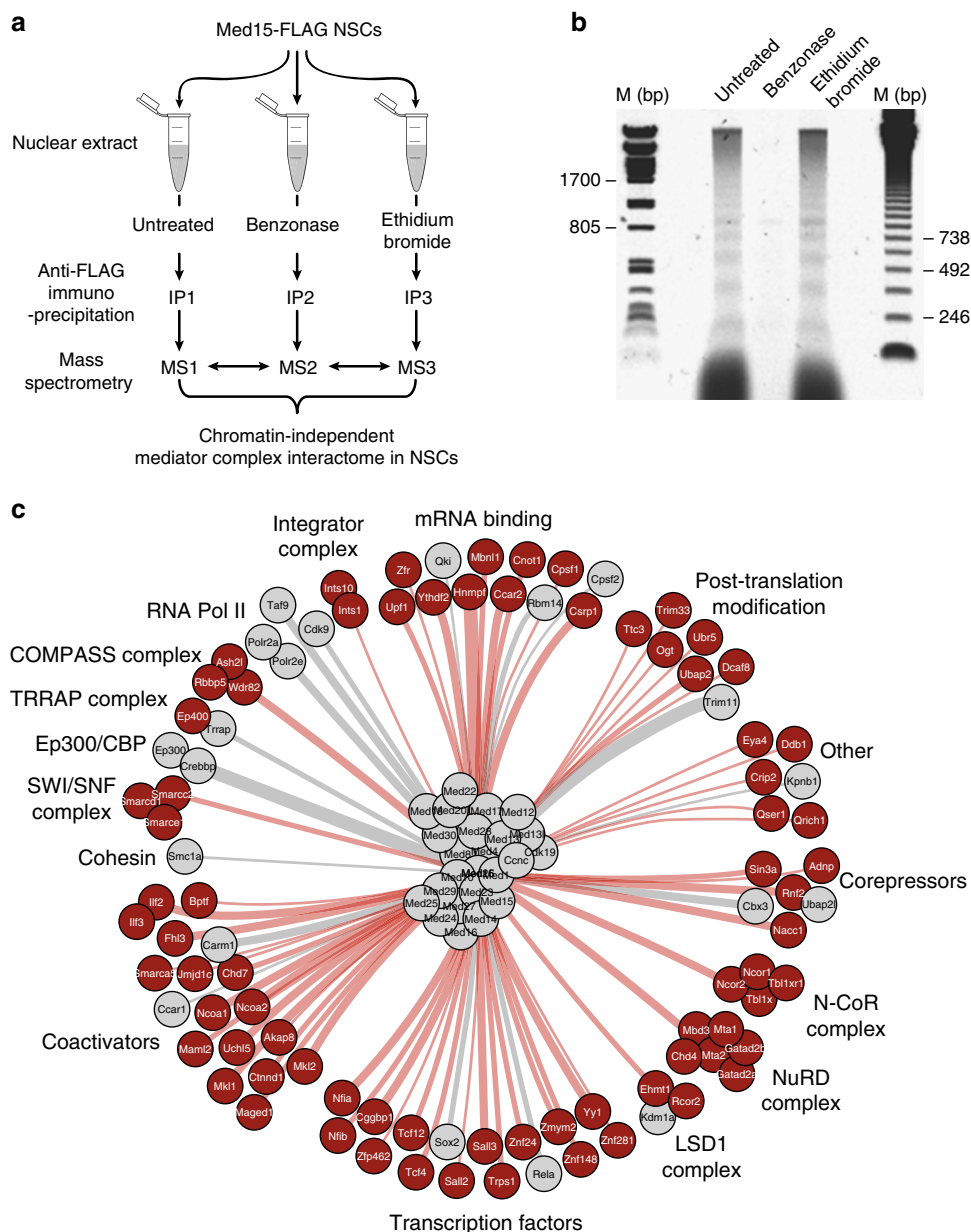 a
Med15-FLAG NSCs
Nuclear extract
Untreated
Benzonase
Ethidium
bromide
Anti-FLAG
immuno
-precipitation
IP1
IP2
IP3
Mass
spectrometry
MS1
MS2
MS3
Chromatin-independent
mediator complex interactome in NSCs
b
M (bp)
Untreated
Benzonase
Ethidium
bromide
M (bp)
1700
805
738
492
246
c
Integrator
complex
Ints10
Ints1
mRNA binding
Zfr
Qki
Mbnl1
Cnot1
Cpsf1
Cpsf2
Upf1
Ythdf2
Hnrnpf
Ccar2
Rbm14
Csrp1
Post-translation
modification
Ttc3
Trim33
Ogt
Ubr5
Ubap2
Dcaf8
Trim11
RNA Pol II
Taf9
Cdk9
Polr2a
Polr2e
COMPASS complex
Ash2l
Rbbp5
Wdr82
TRRAP complex
Ep400
Trrap
Ep300/CBP
Ep300
Crebbp
SWI/SNF
complex
Smarcd1
Smarcc2
Smarce1
Cohesin
Smc1a
Other
Eya4
Ddb1
Crip2
Kpnb1
Qser1
Qrich1
Corepressors
Sin3a
Adnp
Rnf2
Cbx3
Ubap2l
Nacc1
Med22
Med20
Med17
Med12
Med30
Med28
Med13l
Cdk19
Med8
Med4
Ccnc
Med1
Med29
Med23
Med15
Med25
Med27
Med24
Med14
Med16
N-CoR
complex
Ncor2
Ncor1
Tbl1x
Tbl1xr1
NuRD
complex
Mbd3
Mta1
Chd4
Mta2
Gatad2b
Gatad2a
LSD1
complex
Ehmt1
Rcor2
Kdm1a
Coactivators
Ilf2
Bptf
Ilf3
Fhl3
Carm1
Smarca5
Jmjd1c
Chd7
Ccar1
Ncoa1
Ncoa2
Maml2
Uchl5
Akap8
Mkl1
Ctnnd1
Mkl2
Maged1
Nfia
Cggbp1
Nfib
Tcf12
Zfp462
Tcf4
Sox2
Sall2
Sall3
Trps1
Znf24
Rela
Zmym2
Znf148
Yy1
Znf281
Transcription factors